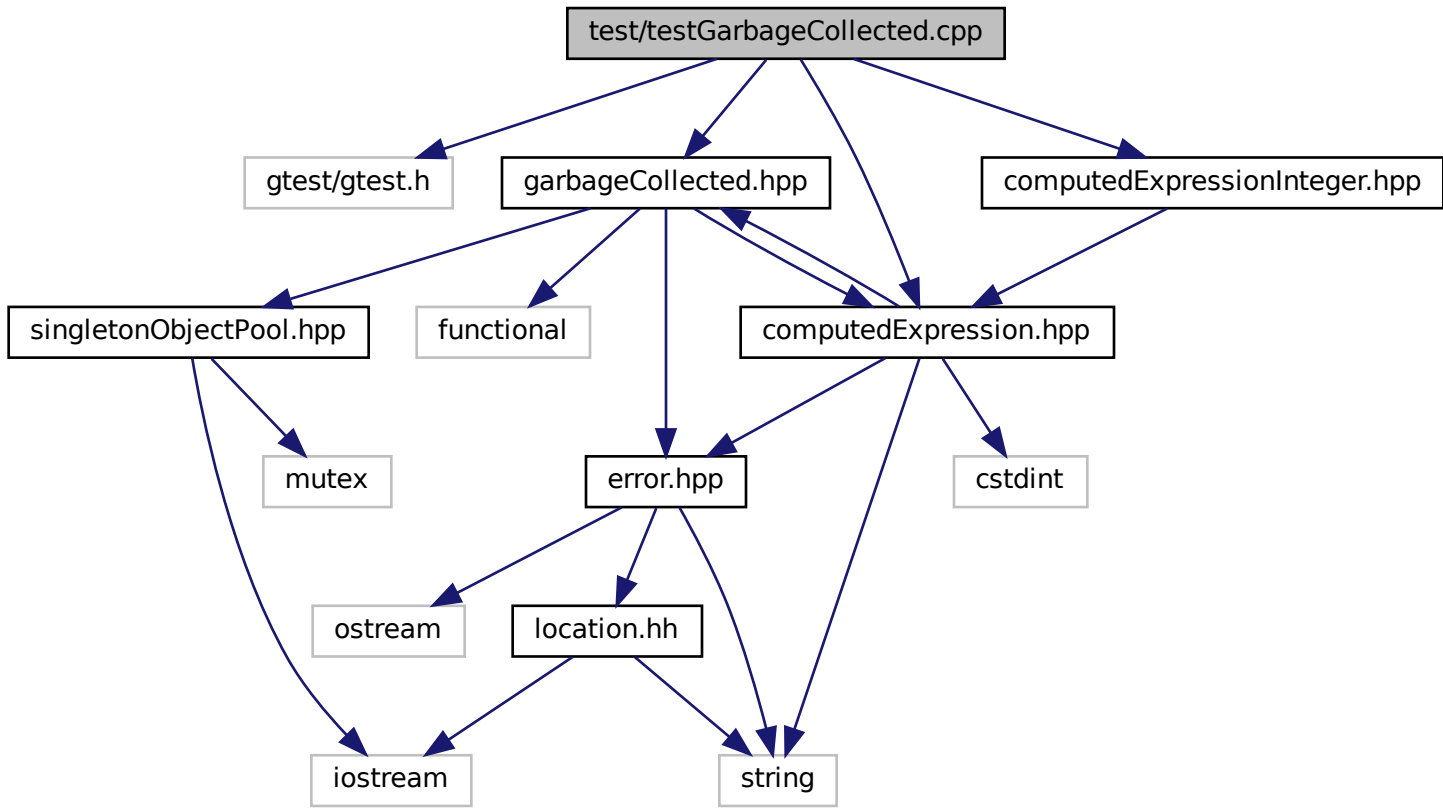 test/testGarbageCollected.cpp
gtest/gtest.h
garbageCollected.hpp
computedExpressionInteger.hpp
singletonObjectPool.hpp
functional
computedExpression.hpp
mutex
error.hpp
cstdint
ostream
location.hh
iostream
string